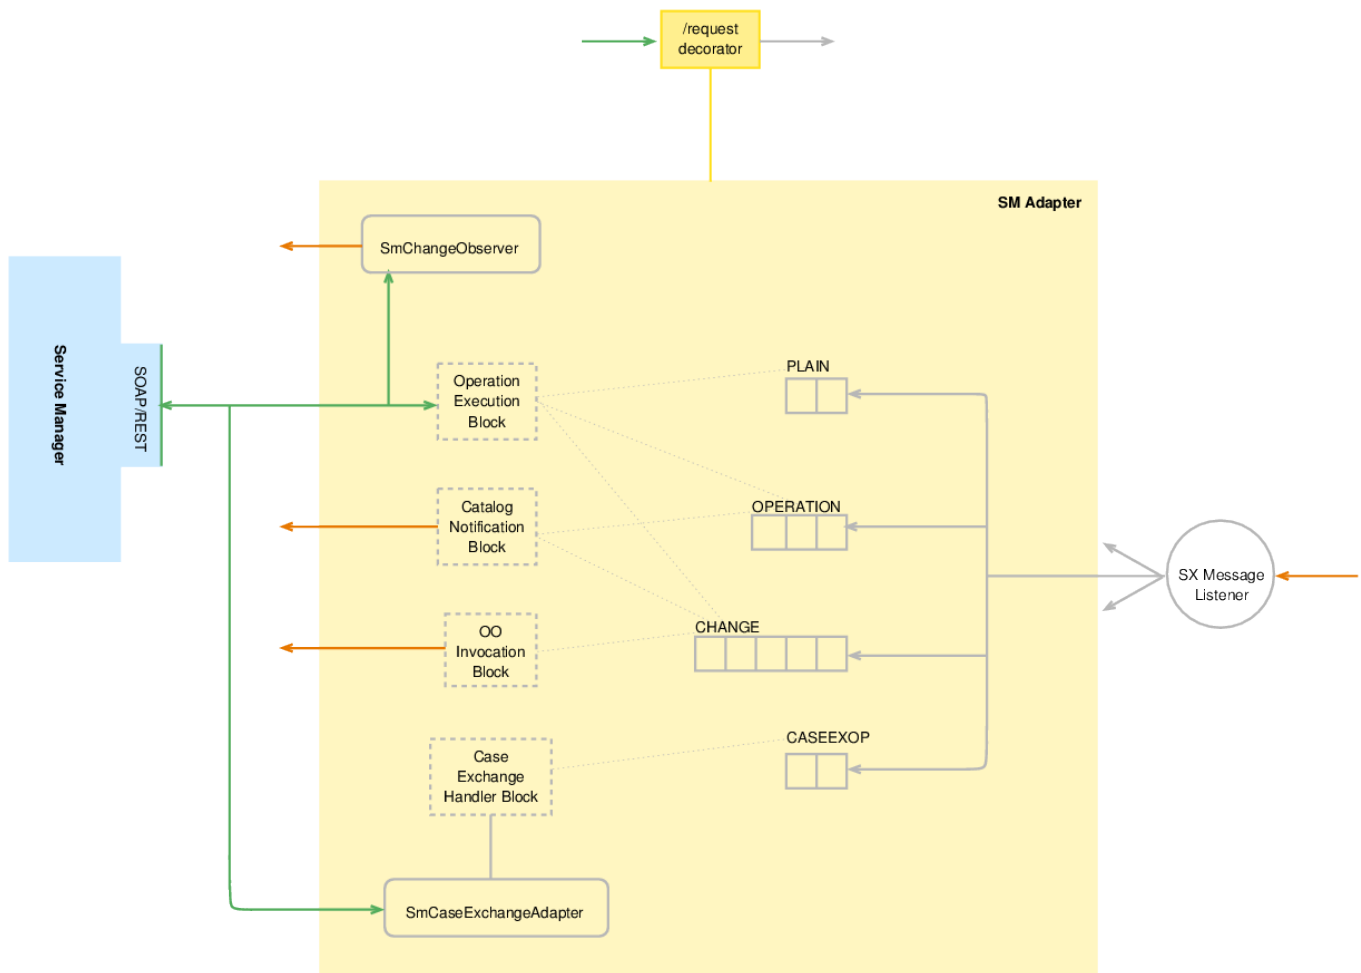 /request
decorator
SM Adapter
SmChangeObserver
Service Manager
SOAP/REST
Operation
Execution
Block
PLAIN
Catalog
Notification
Block
OPERATION
SX Message
Listener
OO
Invocation
Block
CHANGE
Case
Exchange
Handler Block
CASEEXOP
SmCaseExchangeAdapter